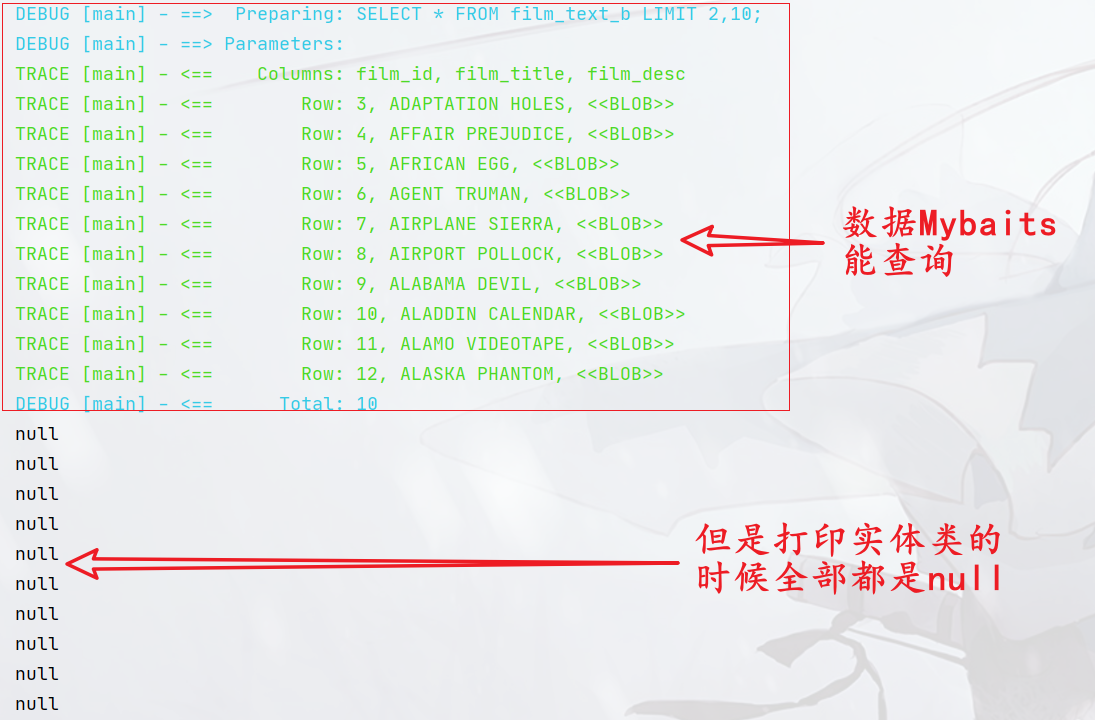 DEBUG [main] - ==>  Preparing: SELECT * FROM film_text_b LIMIT 2,10;
DEBUG [main] - ==> Parameters:
TRACE [main] - <==    Columns: film_id, film_title, film_desc
TRACE [main] - <==        Row: 3, ADAPTATION HOLES, <<BLOB>>
TRACE [main] - <==        Row: 4, AFFAIR PREJUDICE, <<BLOB>>
TRACE [main] - <==        Row: 5, AFRICAN EGG, <<BLOB>>
TRACE [main] - <==        Row: 6, AGENT TRUMAN, <<BLOB>>
TRACE [main] - <==        Row: 7, AIRPLANE SIERRA, <<BLOB>>
TRACE [main] - <==        Row: 8, AIRPORT POLLOCK, <<BLOB>>
TRACE [main] - <==        Row: 9, ALABAMA DEVIL, <<BLOB>>
TRACE [main] - <==        Row: 10, ALADDIN CALENDAR, <<BLOB>>
TRACE [main] - <==        Row: 11, ALAMO VIDEOTAPE, <<BLOB>>
TRACE [main] - <==        Row: 12, ALASKA PHANTOM, <<BLOB>>
DEBUG [main] - <==      Total: 10
数据Mybaits
能查询
null
null
null
null
null
null
null
null
null
null
但是打印实体类的
时候全部都是null